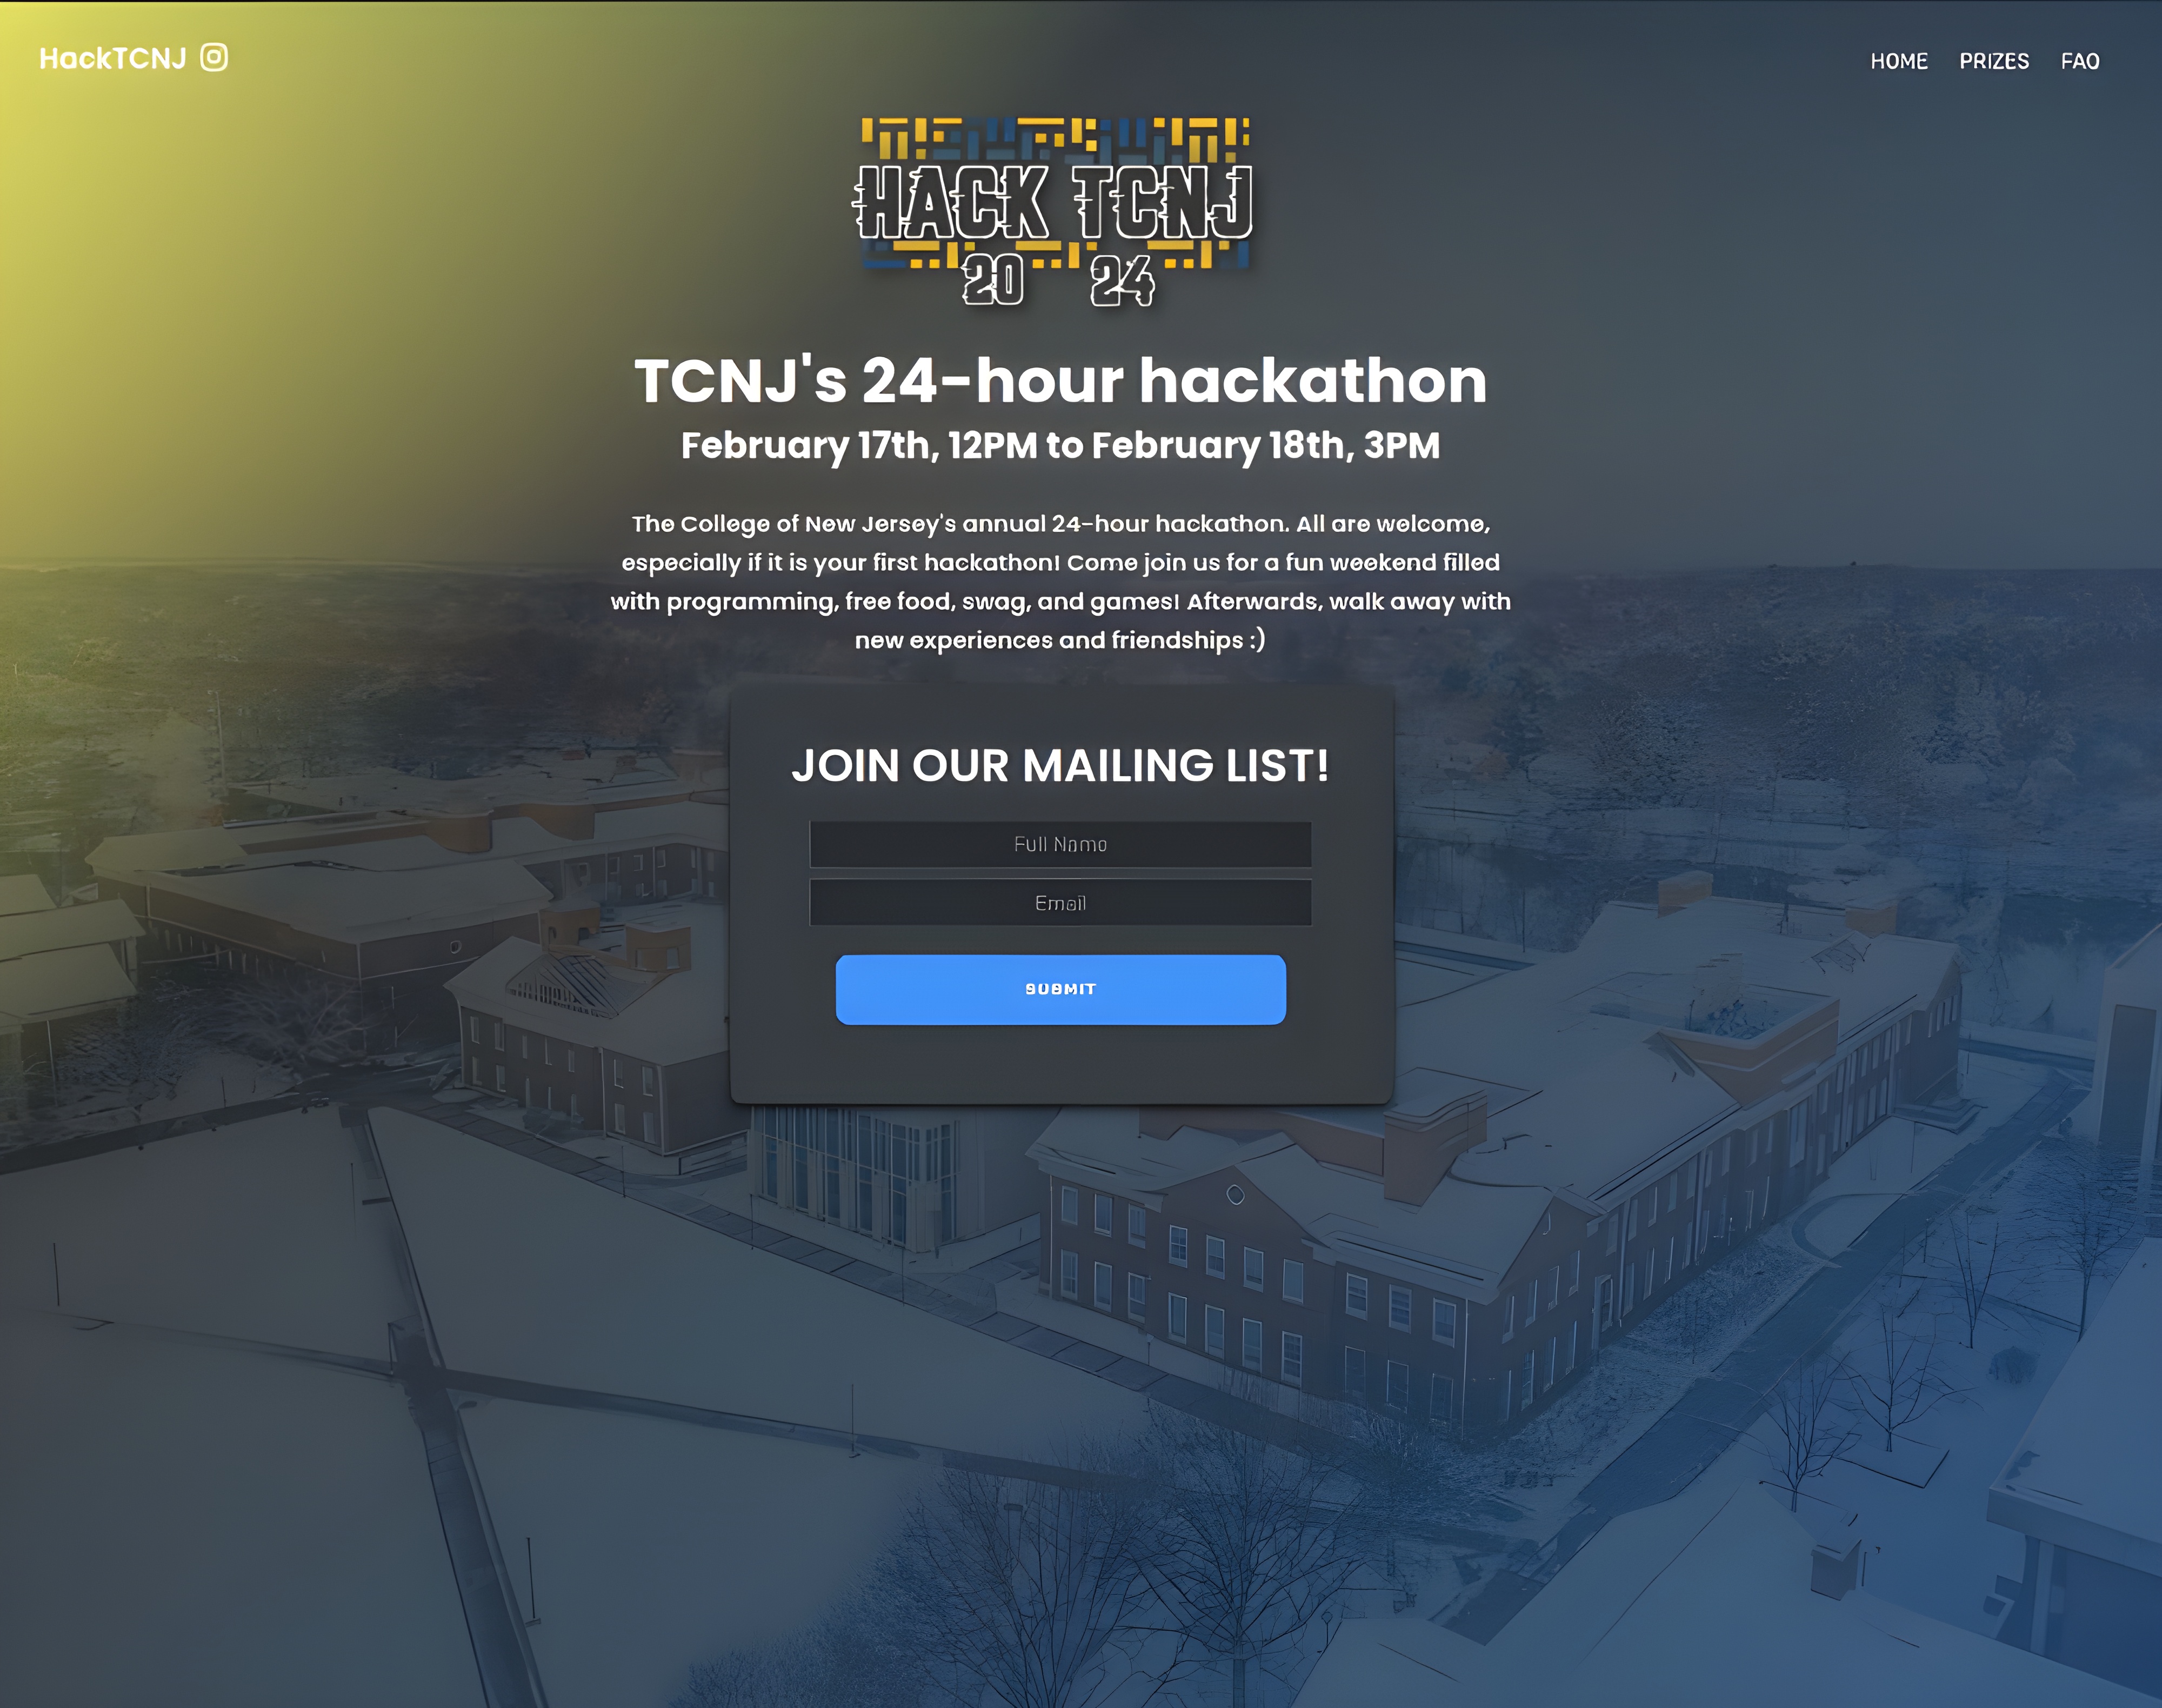 HackTCNJ
HOME PRIZES FAQ
HACK TCNJ
20 24
TCNJ's 24-hour hackathon
February 17th, 12PM to February 18th, 3PM
The College of New Jersey's annual 24-hour hackathon. All are welcome,
especially if it is your first hackathon! Come join us for a fun weekend filled
with programming, free food, swag, and games! Afterwards, walk away with
new experiences and friendships :)
JOIN OUR MAILING LIST!
Full Name
Email
SUBMIT